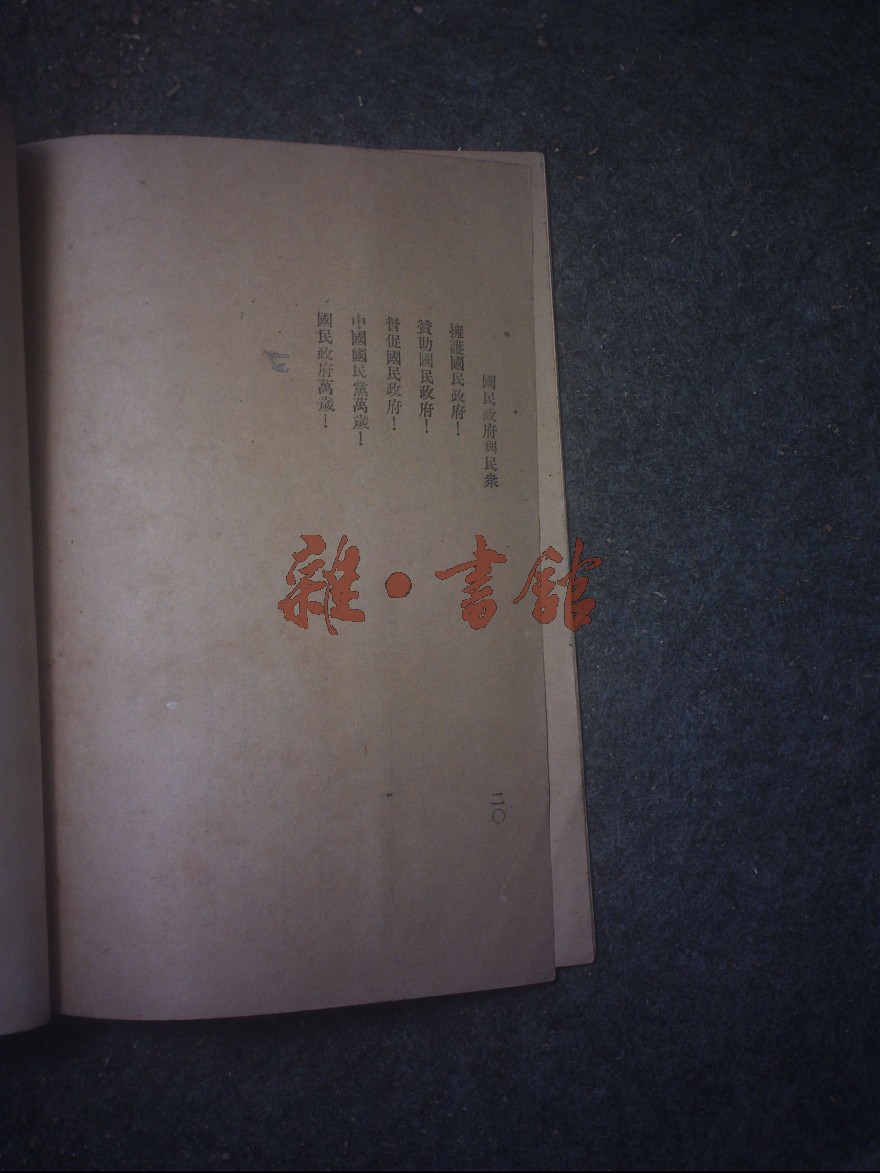 國民政府與民衆
擁護國民政府！
贊助國民政府！
督促國民政府！
中國國民黨萬歲！
國民政府萬歲！
二〇
雜·書館